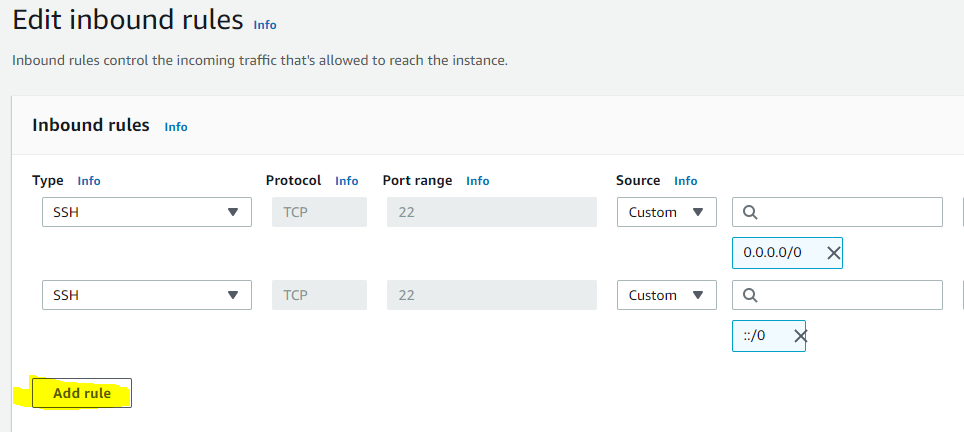 Edit inbound rules Info
Inbound rules control the incoming traffic that's allowed to reach the instance.
Inbound rules Info
Type Info Protocol Info Port range Info Source Info
SSH TCP 22 Custom
0.0.0.0/0
SSH TCP 22 Custom
::/0
Add rule